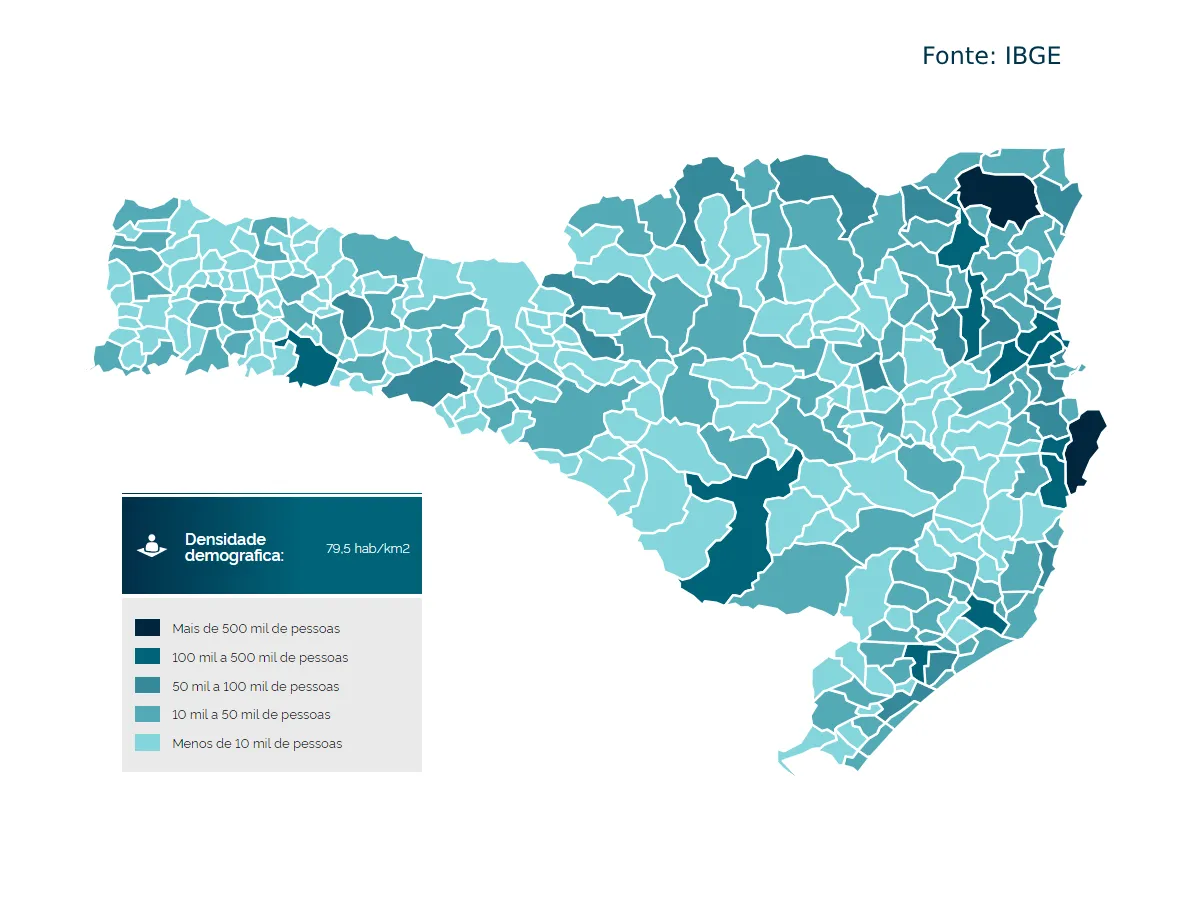 Fonte: IBGE
Densidade
demografica:
79,5 hab/km2
Mais de 500 mil de pessoas
100 mil a 500 mil de pessoas
50 mil a 100 mil de pessoas
10 mil a 50 mil de pessoas
Menos de 10 mil de pessoas